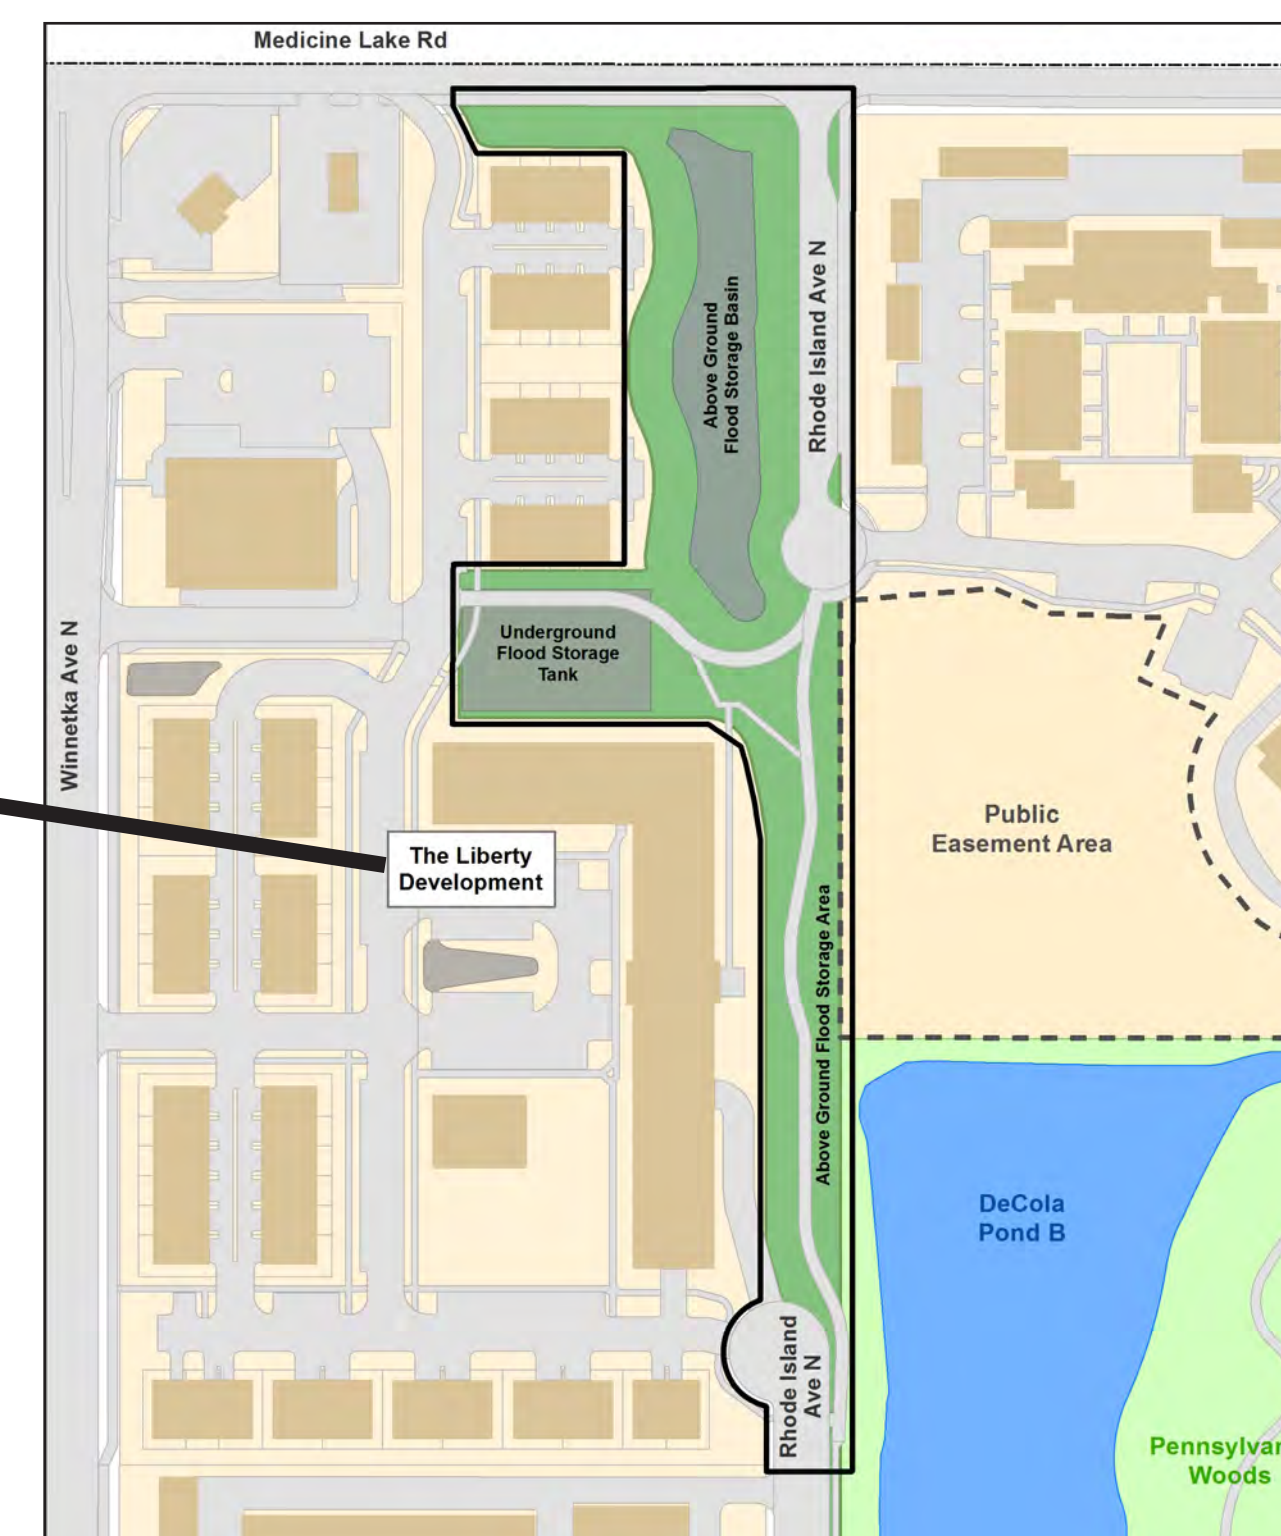 Medicine Lake Rd
Rhode Island Ave N
Above Ground
Flood Storage Basin
Underground
Flood Storage
Tank
Winnetka Ave N
Public
Easement Area
The Liberty
Development
Above Ground Flood Storage Area
DeCola
Pond B
Rhode Island
Ave N
Woods